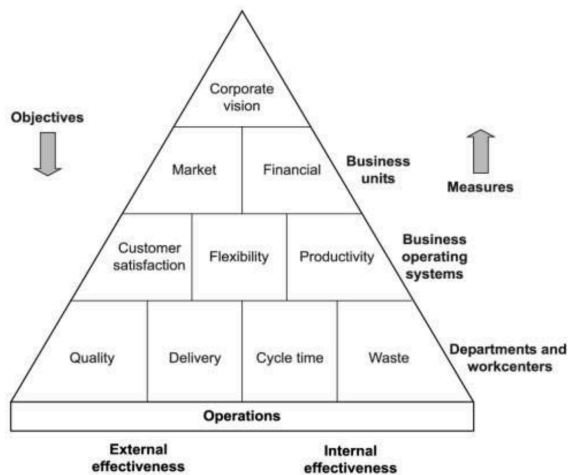 Corporate
vision
Objectives
Market
Financial
Business
units
Measures
Customer
satisfaction
Flexibility
Productivity
Business
operating
systems
Quality
Delivery
Cycle time
Waste
Departments and
workcenters
Operations
External
effectiveness
Internal
effectiveness